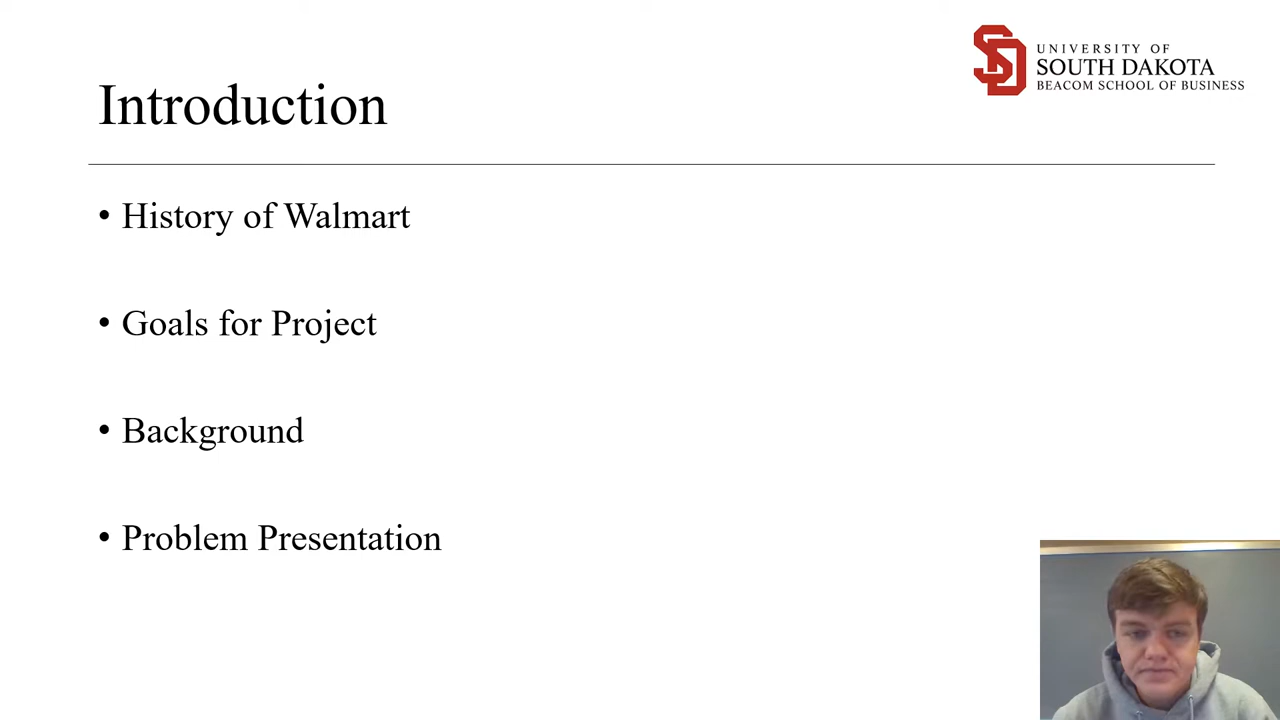 UNIVERSITY OF
SOUTH DAKOTA
BEACOM SCHOOL OF BUSINESS
Introduction
• History of Walmart
• Goals for Project
• Background
• Problem Presentation